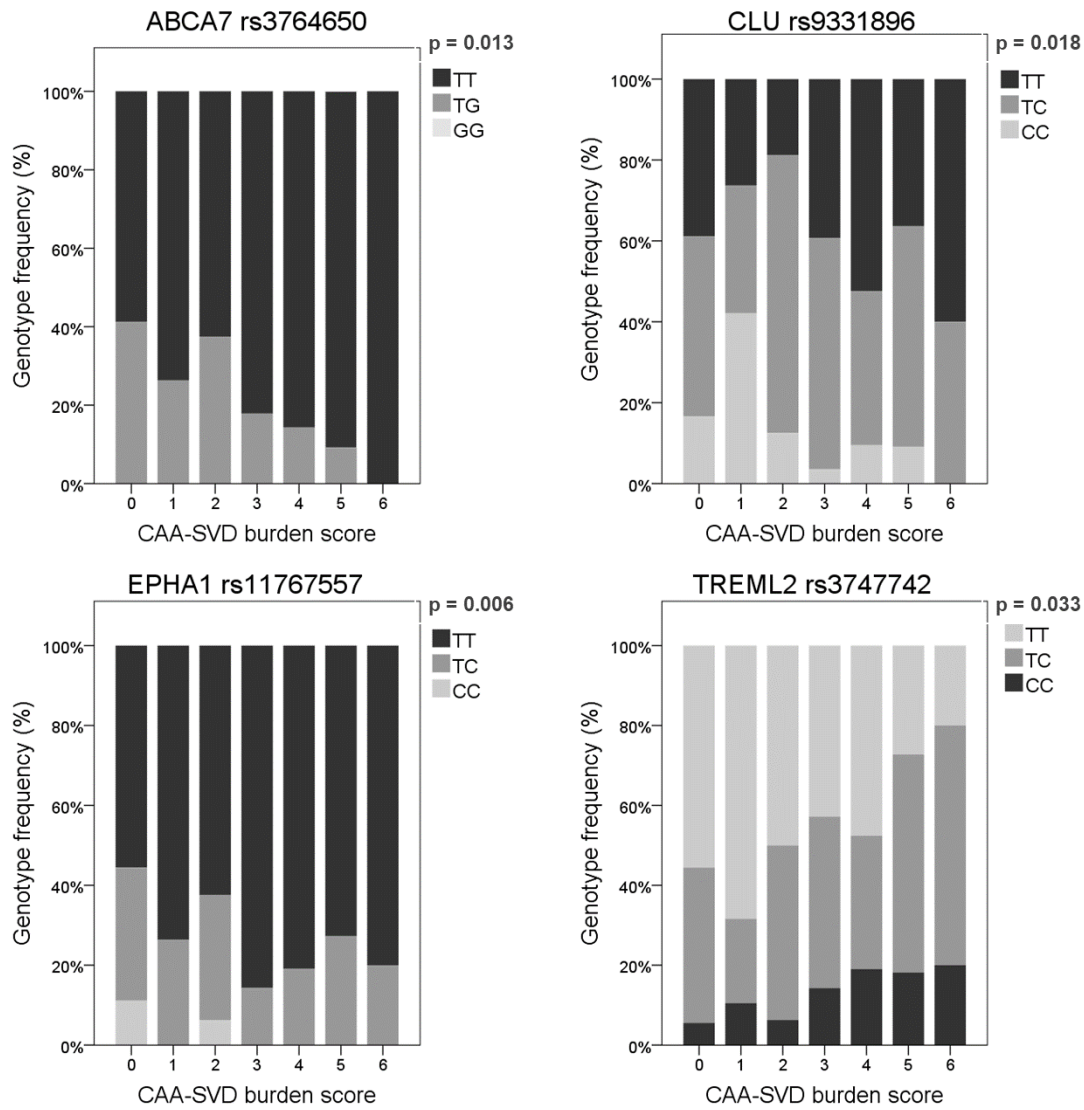 ABCA7 rs3764650
p = 0.013
TT
TG
GG
Genotype frequency (%)
100%
80%
60%
40%
20%
0%
0 1 2 3 4 5 6
CAA-SVD burden score
CLU rs9331896
p = 0.018
TT
TC
CC
Genotype frequency (%)
100%
80%
60%
40%
20%
0%
0 1 2 3 4 5 6
CAA-SVD burden score
EPHA1 rs11767557
p = 0.006
TT
TC
CC
Genotype frequency (%)
100%
80%
60%
40%
20%
0%
0 1 2 3 4 5 6
CAA-SVD burden score
TREML2 rs3747742
p = 0.033
TT
TC
CC
Genotype frequency (%)
100%
80%
60%
40%
20%
0%
0 1 2 3 4 5 6
CAA-SVD burden score